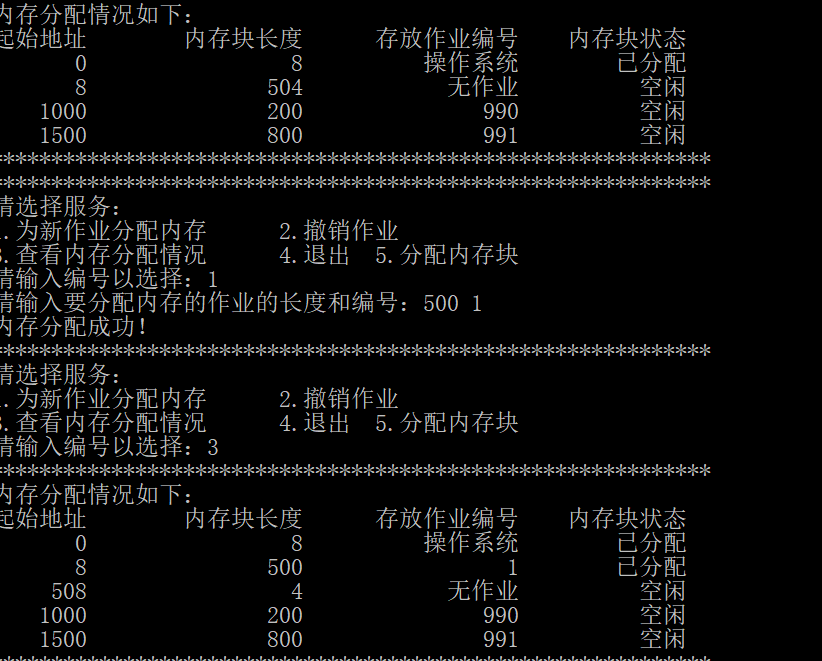 内存分配情况如下:
起始地址 内存块长度 存放作业编号 内存块状态
0 8 操作系统 已分配
8 504 无作业 空闲
1000 200 990 空闲
1500 800 991 空闲
***********************************************************
***********************************************************
请选择服务:
1.为新作业分配内存 2.撤销作业
3.查看内存分配情况 4.退出 5.分配内存块
请输入编号以选择: 1
请输入要分配内存的作业的长度和编号: 500 1
内存分配成功!
***********************************************************
请选择服务:
1.为新作业分配内存 2.撤销作业
3.查看内存分配情况 4.退出 5.分配内存块
请输入编号以选择: 3
***********************************************************
内存分配情况如下:
起始地址 内存块长度 存放作业编号 内存块状态
0 8 操作系统 已分配
8 500 1 已分配
508 4 无作业 空闲
1000 200 990 空闲
1500 800 991 空闲
***********************************************************